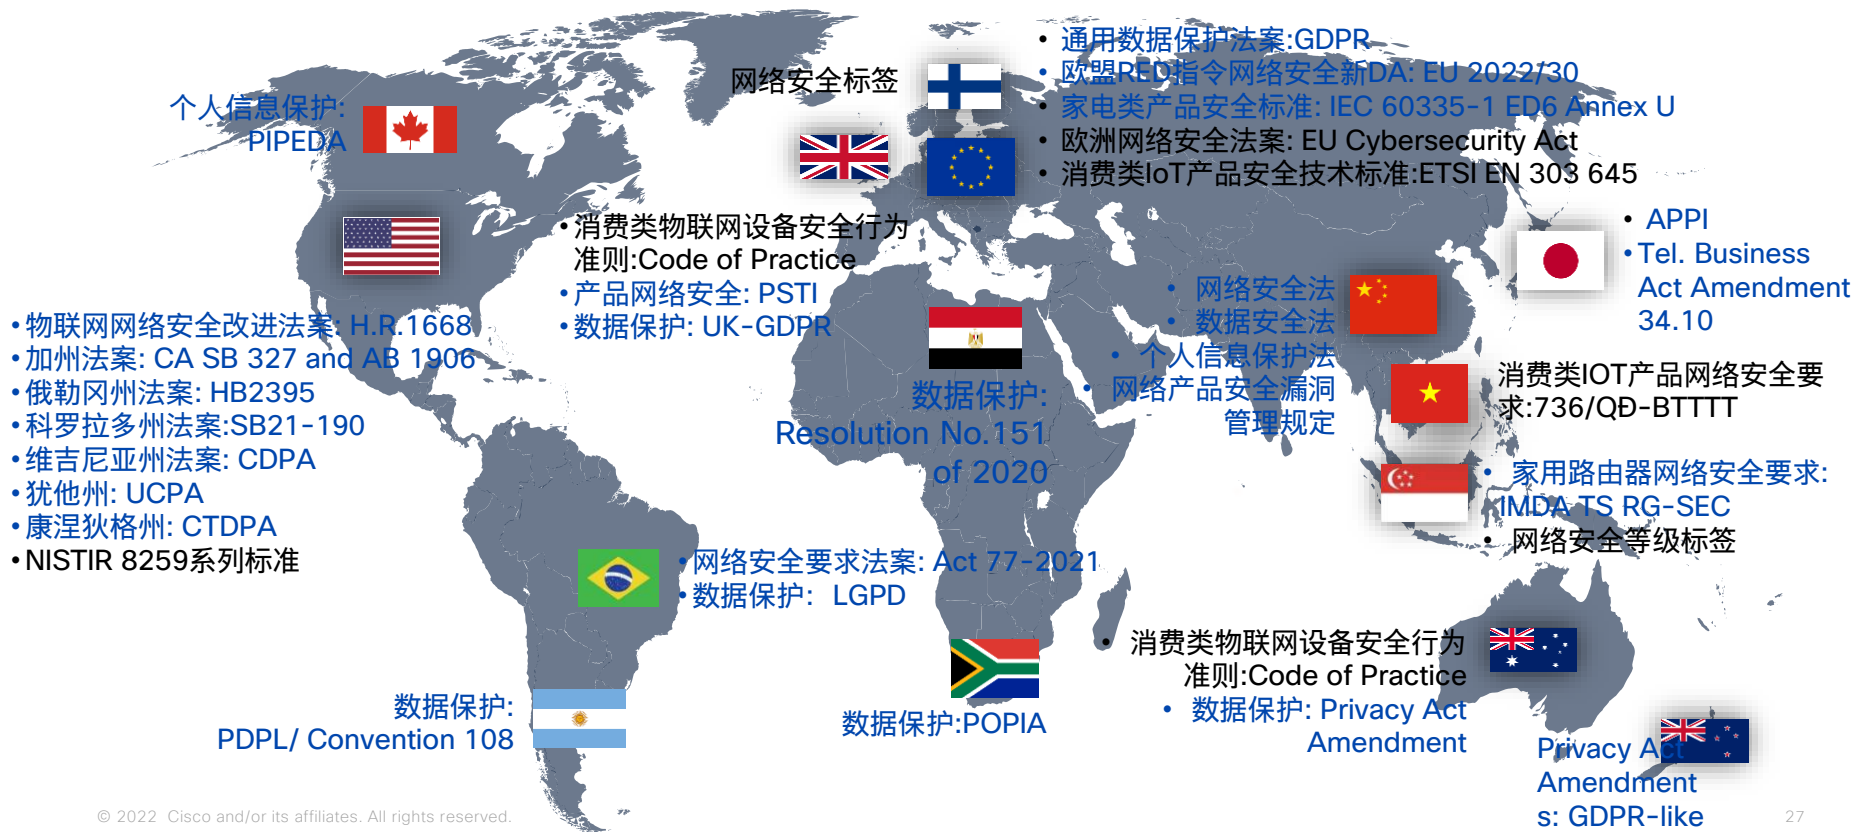 个人信息保护:
PIPEDA
网络安全标签
• 通用数据保护法案:GDPR
• 欧盟RED指令网络安全新DA: EU 2022/30
• 家电类产品安全标准: IEC 60335-1 ED6 Annex U
• 欧洲网络安全法案: EU Cybersecurity Act
• 消费类IoT产品安全技术标准:ETSI EN 303 645
• 消费类物联网设备安全行为
准则:Code of Practice
• 产品网络安全: PSTI
• 数据保护: UK-GDPR
• APPI
• Tel. Business
Act Amendment
34.10
• 物联网网络安全改进法案: H.R.1668
• 加州法案: CA SB 327 and AB 1906
• 俄勒冈州法案: HB2395
• 科罗拉多州法案:SB21-190
• 维吉尼亚州法案: CDPA
• 犹他州: UCPA
• 康涅狄格州: CTDPA
• NISTIR 8259系列标准
• 网络安全法
• 数据安全法
• 个人信息保护法
• 网络产品安全漏洞
管理规定
数据保护:
Resolution No.151
of 2020
消费类IOT产品网络安全要
求:736/QĐ-BTTTT
• 家用路由器网络安全要求:
IMDA TS RG-SEC
• 网络安全等级标签
• 网络安全要求法案: Act 77-2021
• 数据保护: LGPD
数据保护:
PDPL/ Convention 108
数据保护:POPIA
• 消费类物联网设备安全行为
准则:Code of Practice
• 数据保护: Privacy Act
Amendment
Privacy Act
Amendment
s: GDPR-like
© 2022 Cisco and/or its affiliates. All rights reserved.
27